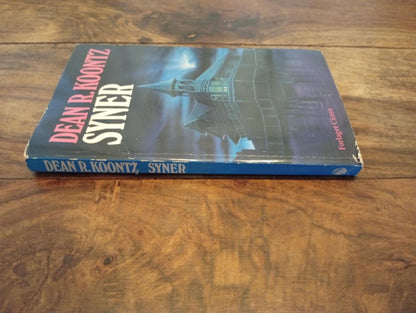 DEAN R. KOONTZ
SYNER
Forlaget Cicero
DEAN R. KOONTZ SYNER